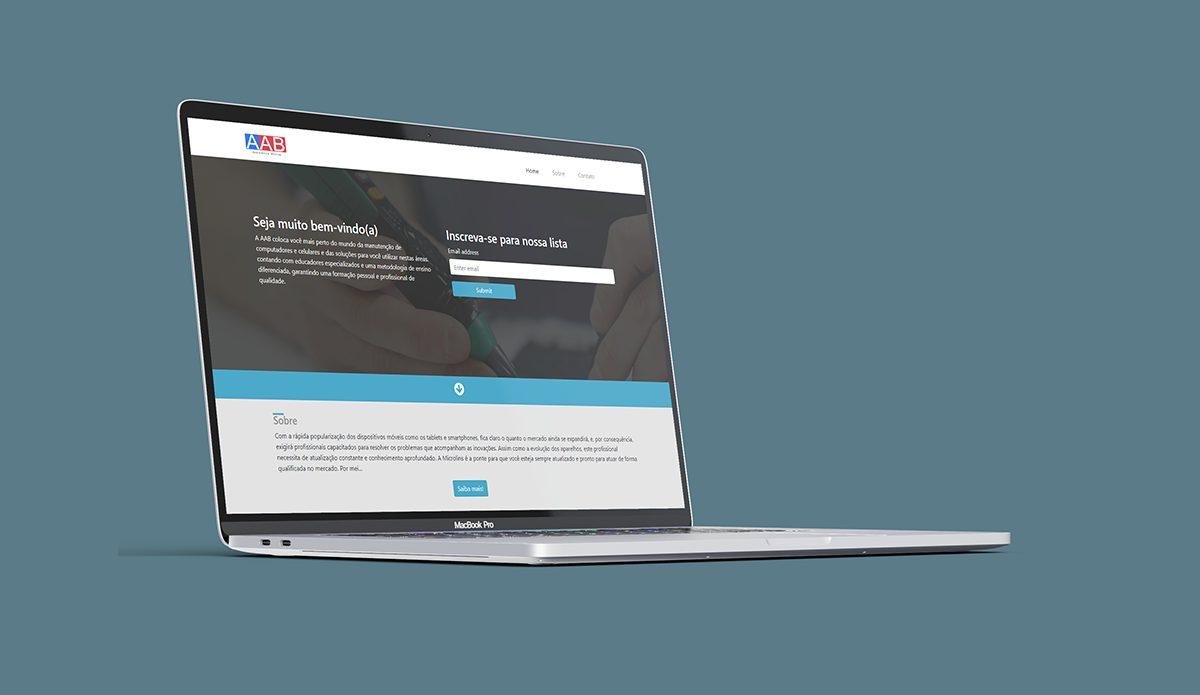 AAB
Home Sobre Contato
Seja muito bem-vindo(a)
A AAB coloca você mais perto do mundo da manutenção de
computadores e celulares e das soluções para você utilizar nestas áreas,
contando com educadores especializados e uma metodologia de ensino
diferenciada, garantindo uma formação pessoal e profissional de
qualidade.
Inscreva-se para nossa lista
Email address
Enter email
Submit
Sobre
Com a rápida popularização dos dispositivos móveis como os tablets e smartphones, fica claro o quanto o mercado ainda se expandirá, e, por consequência,
exigirá profissionais capacitados para resolver os problemas que acompanham as inovações. Assim como a evolução dos aparelhos, este profissional
necessita de atualização constante e conhecimento aprofundado. A Microlins é a ponte para que você esteja sempre atualizado e pronto para atuar de forma
qualificada no mercado. Por mei...
Saiba mais!
MacBook Pro